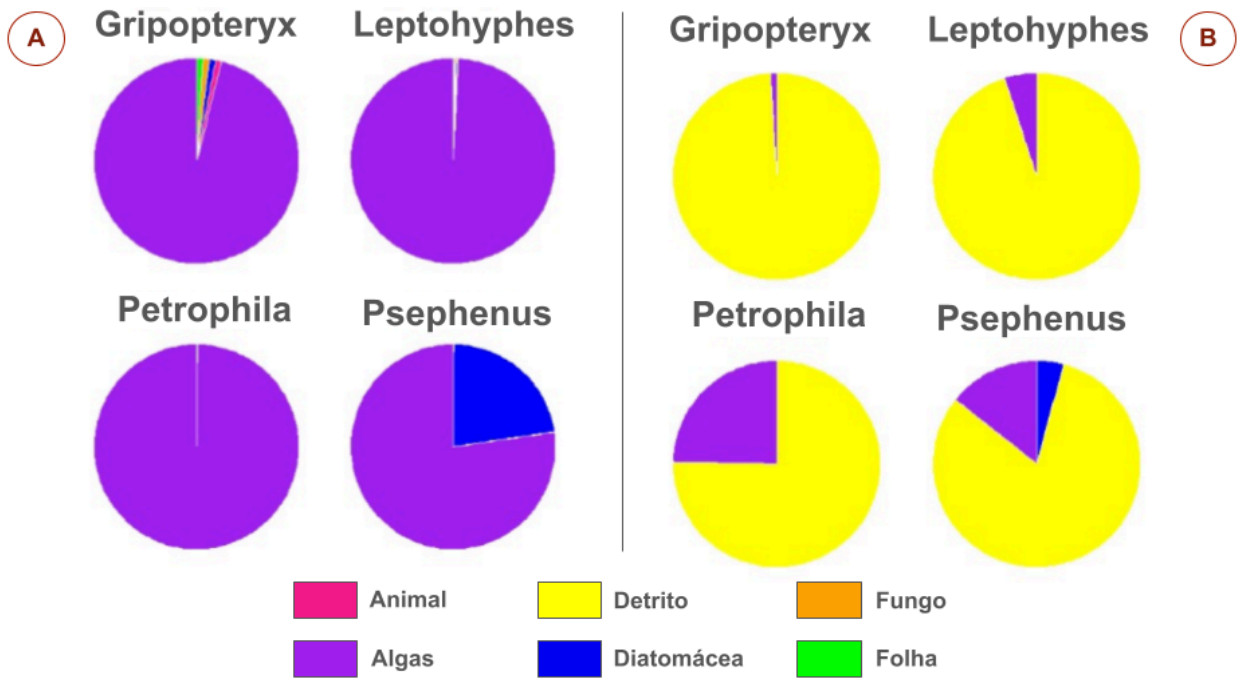 A
Gripopteryx
Leptohyphes
Petrophila
Psephenus
B
Gripopteryx
Leptohyphes
Petrophila
Psephenus
Animal
Detrito
Fungo
Algas
Diatomácea
Folha